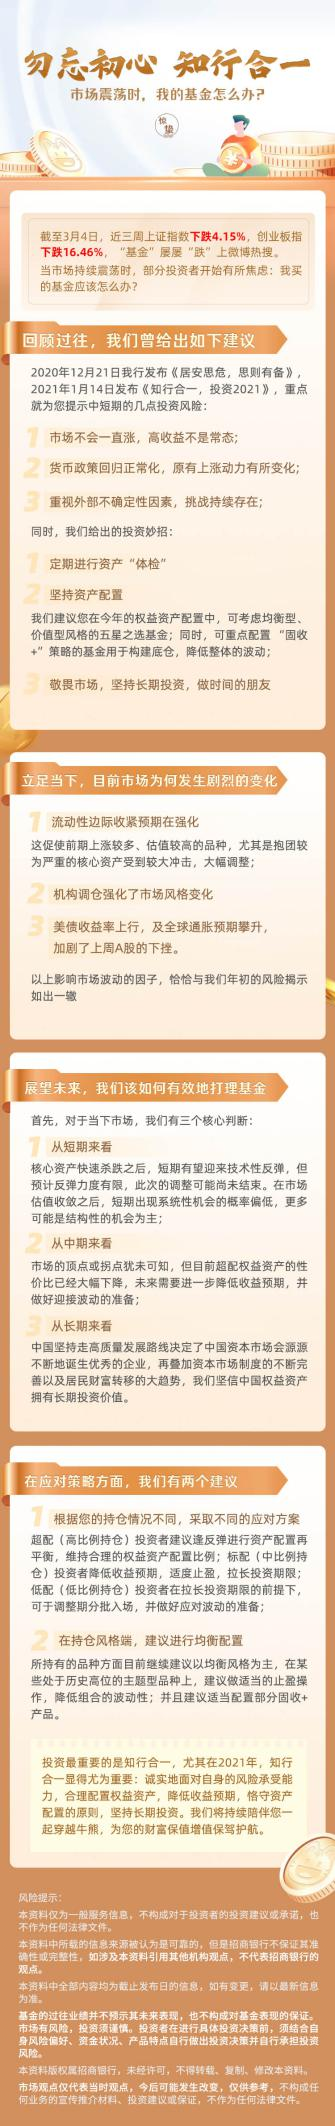 勿忘初心 知行合一
市场震荡时，我的基金怎么办？
惊
蛰
截至3月4日，近三周上证指数下跌4.15%，创业板指
下跌16.46%，“基金”屡屡“跌”上微博热搜。
当市场持续震荡时，部分投资者开始有所焦虑：我买
的基金应该怎么办？
回顾过往，我们曾给出如下建议
2020年12月21日我行发布《居安思危，思则有备》，
2021年1月14日发布《知行合一，投资2021》，重点
就为您提示中短期的几点投资风险：
1 市场不会一直涨，高收益不是常态；
2 货币政策回归正常化，原有上涨动力有所变化；
3 重视外部不确定性因素，挑战持续存在；
同时，我们给出的投资妙招：
1 定期进行资产“体检”
2 坚持资产配置
我们建议您在今年的权益资产配置中，可考虑均衡型、
价值型风格的五星之选基金；同时，可重点配置 “固收
+”策略的基金用于构建底仓，降低整体的波动；
3 敬畏市场，坚持长期投资，做时间的朋友
立足当下，目前市场为何发生剧烈的变化
1 流动性边际收紧预期在强化
这促使前期上涨较多、估值较高的品种，尤其是抱团较
为严重的核心资产受到较大冲击，大幅调整；
2 机构调仓强化了市场风格变化
3 美债收益率上行，及全球通胀预期攀升，
加剧了上周A股的下挫。
以上影响市场波动的因子，恰恰与我们年初的风险揭示
如出一辙
展望未来，我们该如何有效地打理基金
首先，对于当下市场，我们有三个核心判断：
1 从短期来看
核心资产快速杀跌之后，短期有望迎来技术性反弹，但
预计反弹力度有限，此次的调整可能尚未结束。在市场
估值收敛之后，短期出现系统性机会的概率偏低，更多
可能是结构性的机会为主；
2 从中期来看
市场的顶点或拐点犹未可知，但目前超配权益资产的性
价比已经大幅下降，未来需要进一步降低收益预期，并
做好迎接波动的准备；
3 从长期来看
中国坚持走高质量发展路线决定了中国资本市场会源源
不断地诞生优秀的企业，再叠加资本市场制度的不断完
善以及居民财富转移的大趋势，我们坚信中国权益资产
拥有长期投资价值。
在应对策略方面，我们有两个建议
1 根据您的持仓情况不同，采取不同的应对方案
超配（高比例持仓）投资者建议逢反弹进行资产配置再
平衡，维持合理的权益资产配置比例；标配（中比例持
仓）投资者降低收益预期，适度止盈，拉长投资期限；
低配（低比例持仓）投资者在拉长投资期限的前提下，
可于调整期分批入场，并做好应对波动的准备；
2 在持仓风格端，建议进行均衡配置
所持有的品种方面目前继续建议以均衡风格为主，在某
些处于历史高位的主题型品种上，建议做适当的止盈操
作，降低组合的波动性；并且建议适当配置部分固收+
产品。
投资最重要的是知行合一，尤其在2021年，知行
合一显得尤为重要：诚实地面对自身的风险承受能
力，合理配置权益资产，降低收益预期，恪守资产
配置的原则，坚持长期投资。我们将持续陪伴您一
起穿越牛熊，为您的财富保值增值保驾护航。
风险提示：
本资料仅为一般服务信息，不构成对于投资者的投资建议或承诺，也
不作为任何法律文件。
本资料中所载的信息来源被认为是可靠的，但是招商银行不保证其准
确性或完整性，如涉及本资料引用其他机构观点，不代表招商银行的
观点。
本资料中全部内容均为截止发布日的信息，如有变更，请以最新信息
为准。
基金的过往业绩并不预示其未来表现，也不构成对基金表现的保证。
市场有风险，投资须谨慎。投资者在进行具体投资决策前，须结合自
身风险偏好、资金状况、产品特点自行做出投资决策并自行承担投资
风险。
本资料版权属招商银行，未经许可，不得转载、复制、修改本资料。
市场观点仅代表当时观点，今后可能发生改变，仅供参考，不构成任
何业务的宣传推介材料、投资建议或保证，不作为任何法律文件。